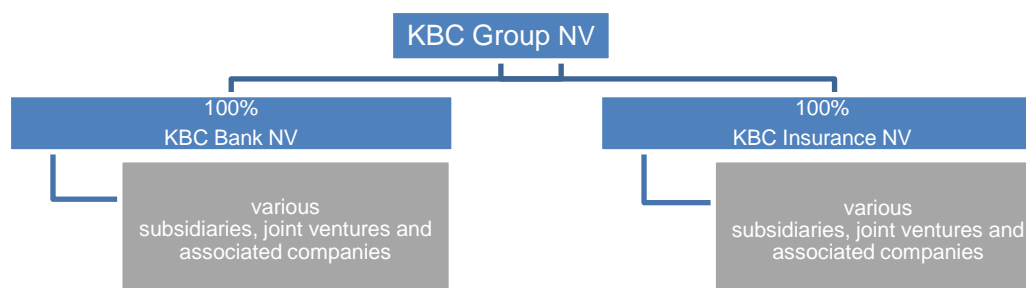 KBC Group NV
100%
KBC Bank NV
100%
KBC Insurance NV
various
subsidiaries, joint ventures and
associated companies
various
subsidiaries, joint ventures and
associated companies